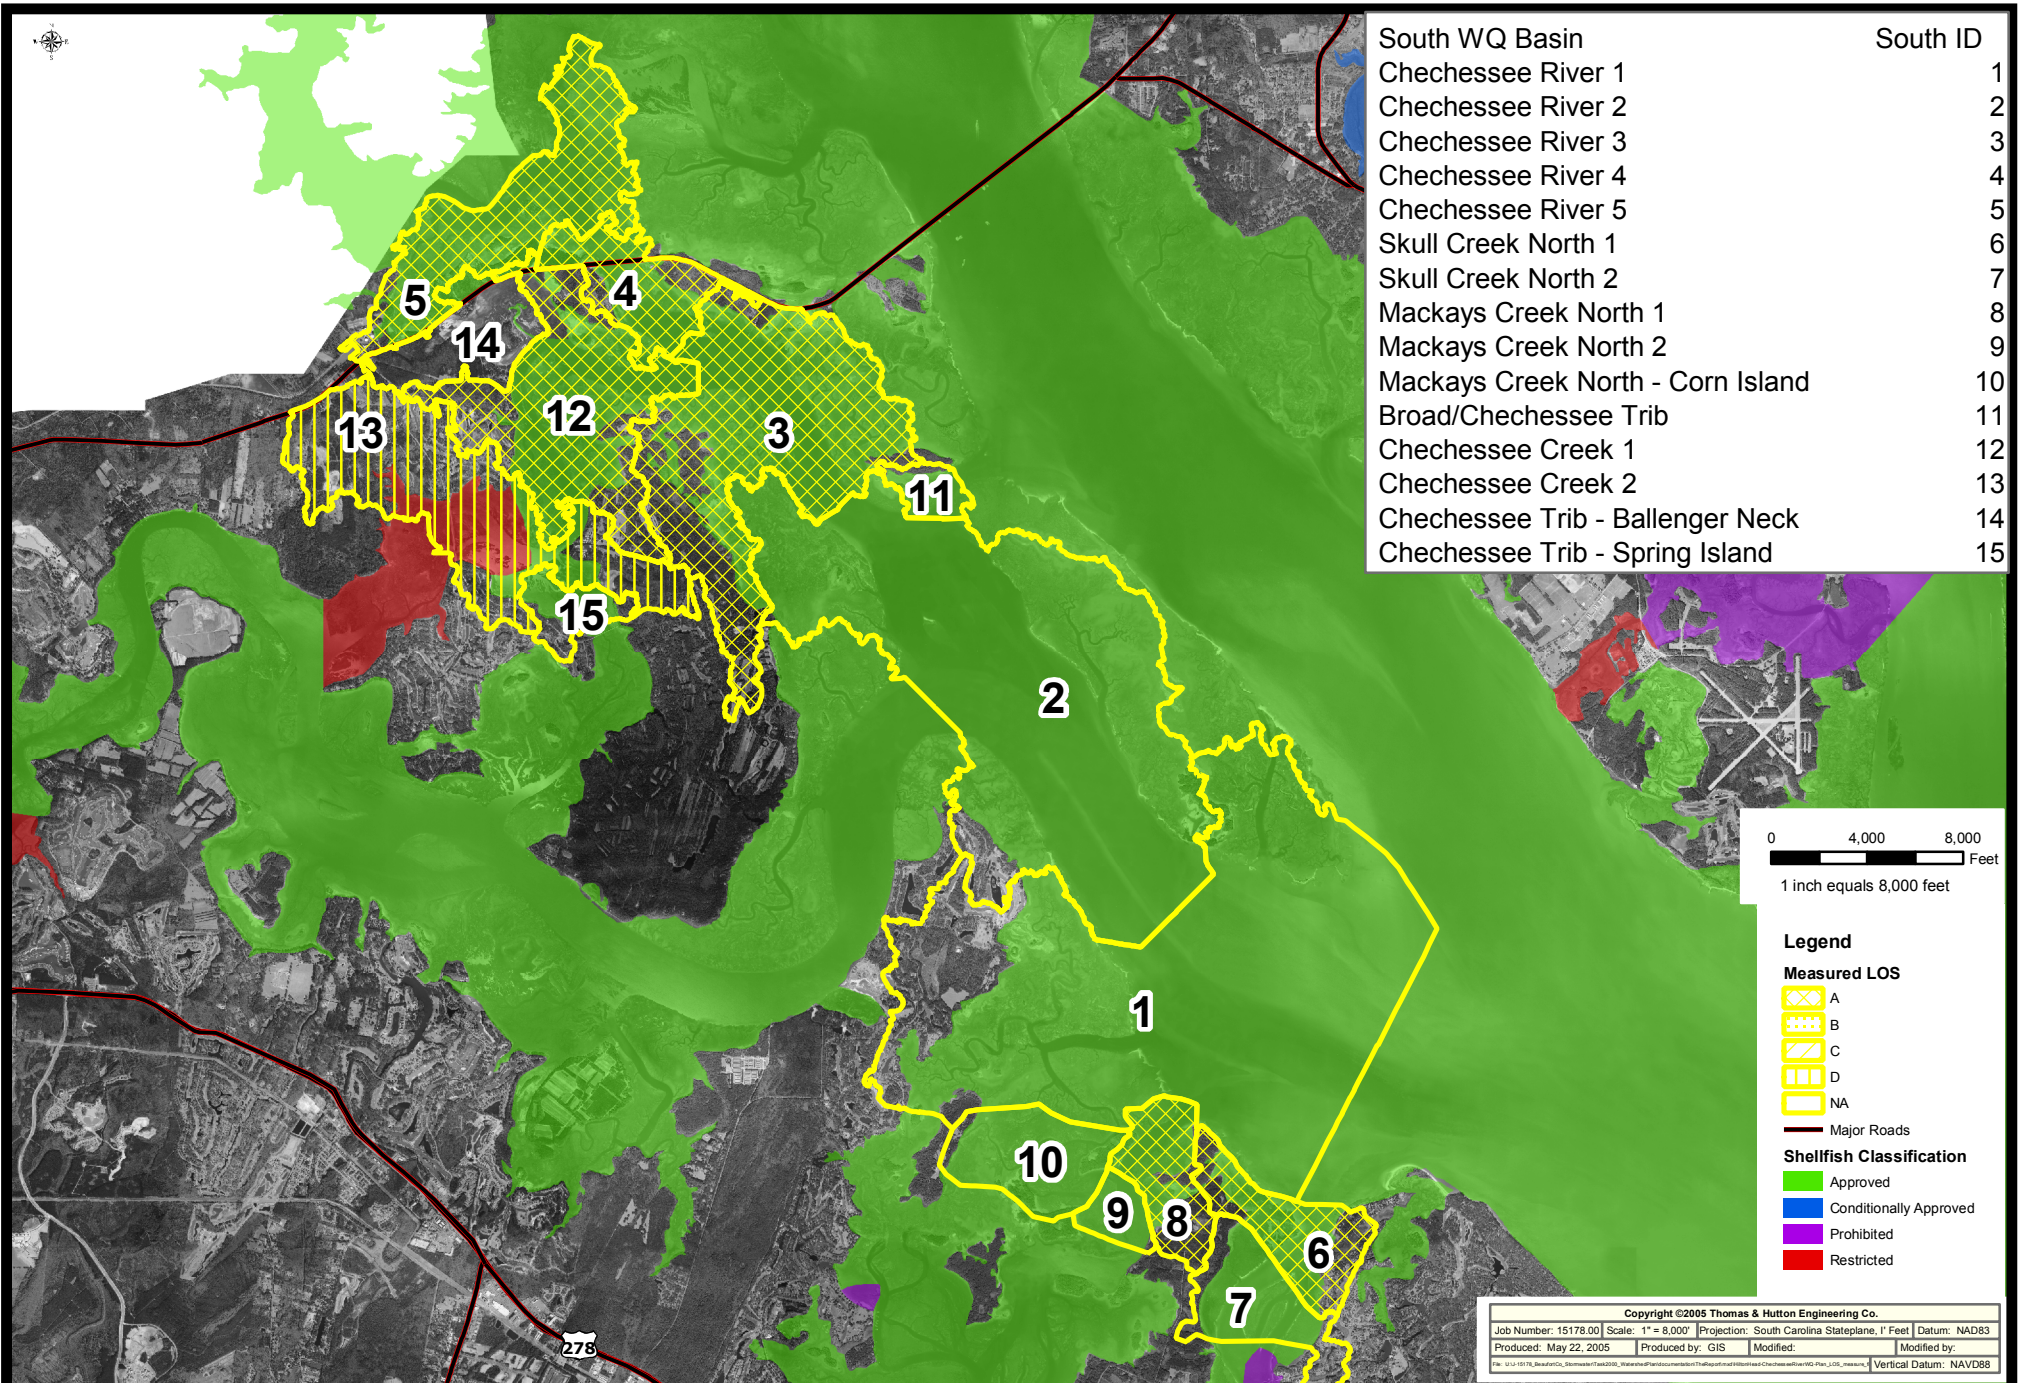 South WQ Basin South ID
Chechessee River 1 1
Chechessee River 2 2
Chechessee River 3 3
Chechessee River 4 4
Chechessee River 5 5
Skull Creek North 1 6
Skull Creek North 2 7
Mackays Creek North 1 8
Mackays Creek North 2 9
Mackays Creek North - Corn Island 10
Broad/Chechessee Trib 11
Chechessee Creek 1 12
Chechessee Creek 2 13
Chechessee Trib - Ballenger Neck 14
Chechessee Trib - Spring Island 15
5
4
14
12
13
3
11
15
2
1
10
9
8
6
7
278
0 4,000 8,000
Feet
1 inch equals 8,000 feet
Legend
Measured LOS
A
B
C
D
NA
Major Roads
Shellfish Classification
Approved
Conditionally Approved
Prohibited
Restricted
Copyright ©2005 Thomas & Hutton Engineering Co.
Job Number: 15178.00 Scale: 1" = 8,000' Projection: South Carolina Stateplane, I' Feet Datum: NAD83
Produced: May 22, 2005 Produced by: GIS Modified: Modified by:
File: Vertical Datum: NAVD88